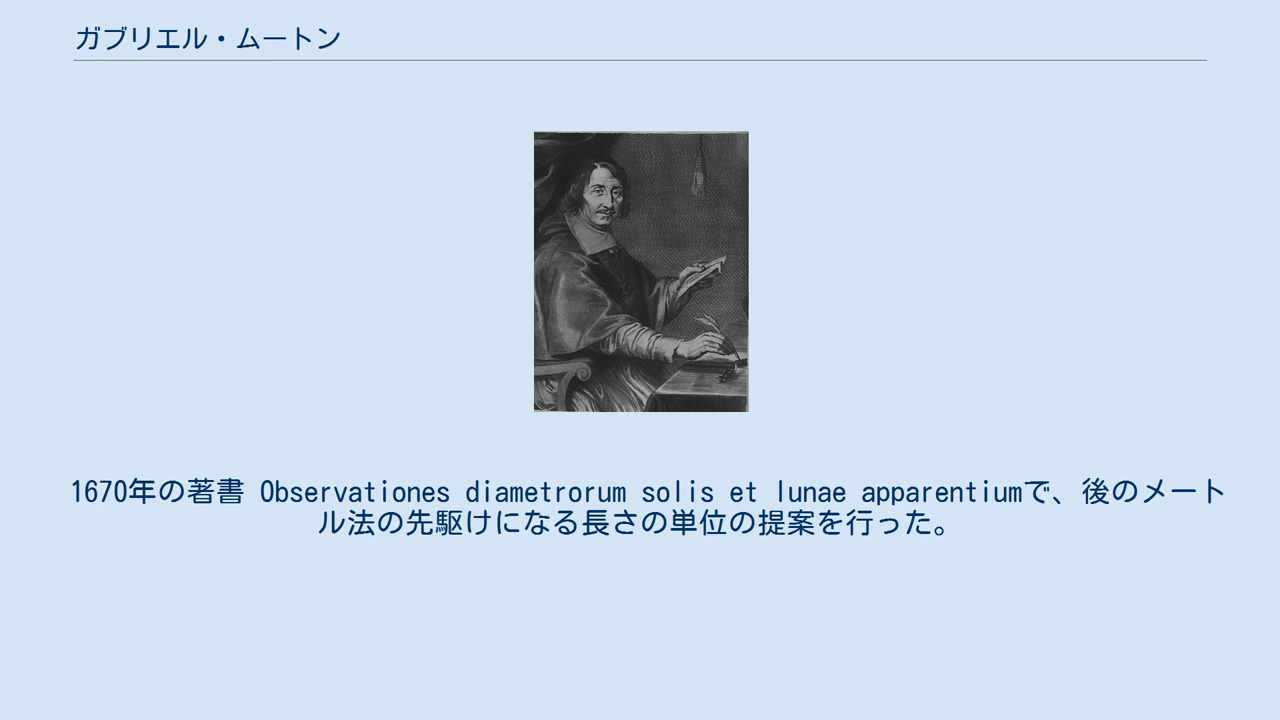 ガブリエル・ムートン
1670年の著書 Observationes diametrorum solis et lunae apparentiumで、後のメート
ル法の先駆けになる長さの単位の提案を行った。